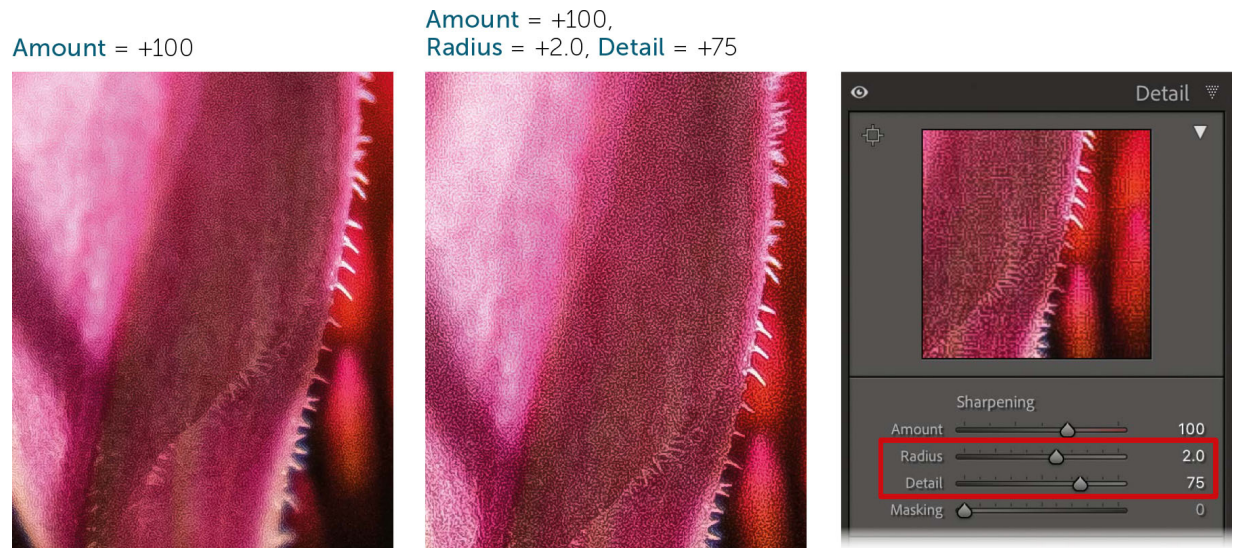 Amount = +100
Amount = +100,
Radius = +2.0, Detail = +75
Detail
Sharpening
Amount 100
Radius 2.0
Detail 75
Masking 0